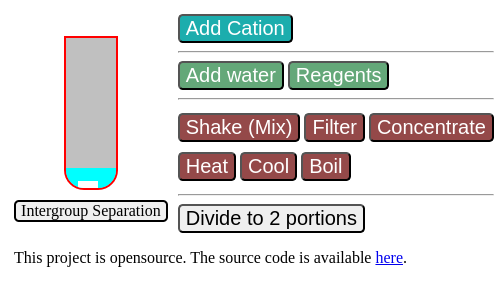 Add Cation
Add water Reagents
Shake (Mix) Filter Concentrate
Heat Cool Boil
Intergroup Separation
Divide to 2 portions
This project is opensource. The source code is available here.